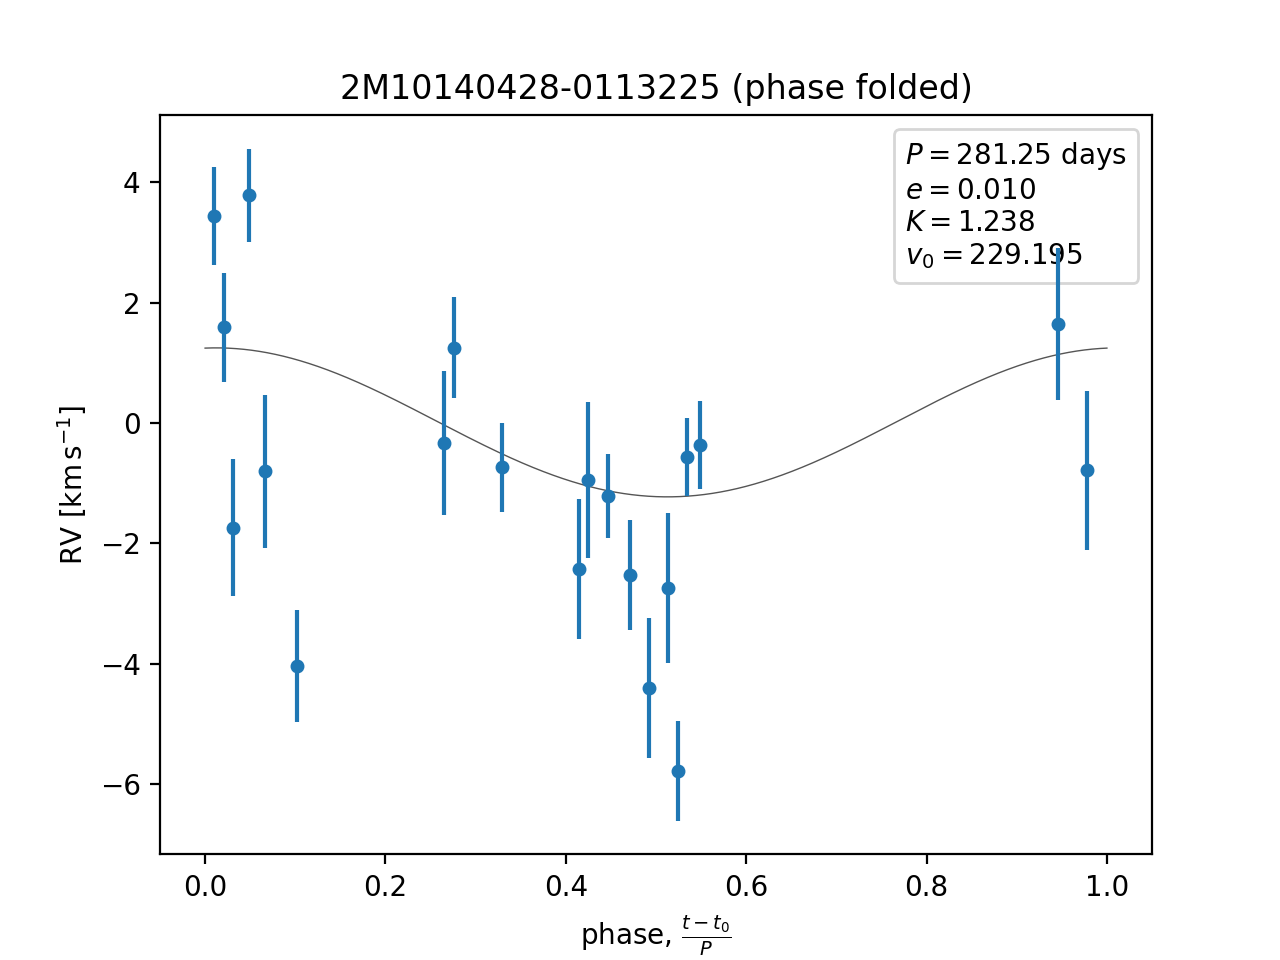 2M10140428-0113225 (phase folded)
P = 281.25 days
e = 0.010
K = 1.238
v₀ = 229.195
4
2
0
−2
−4
−6
RV [km s⁻¹]
0.0 0.2 0.4 0.6 0.8 1.0
phase, (t − t₀)/P